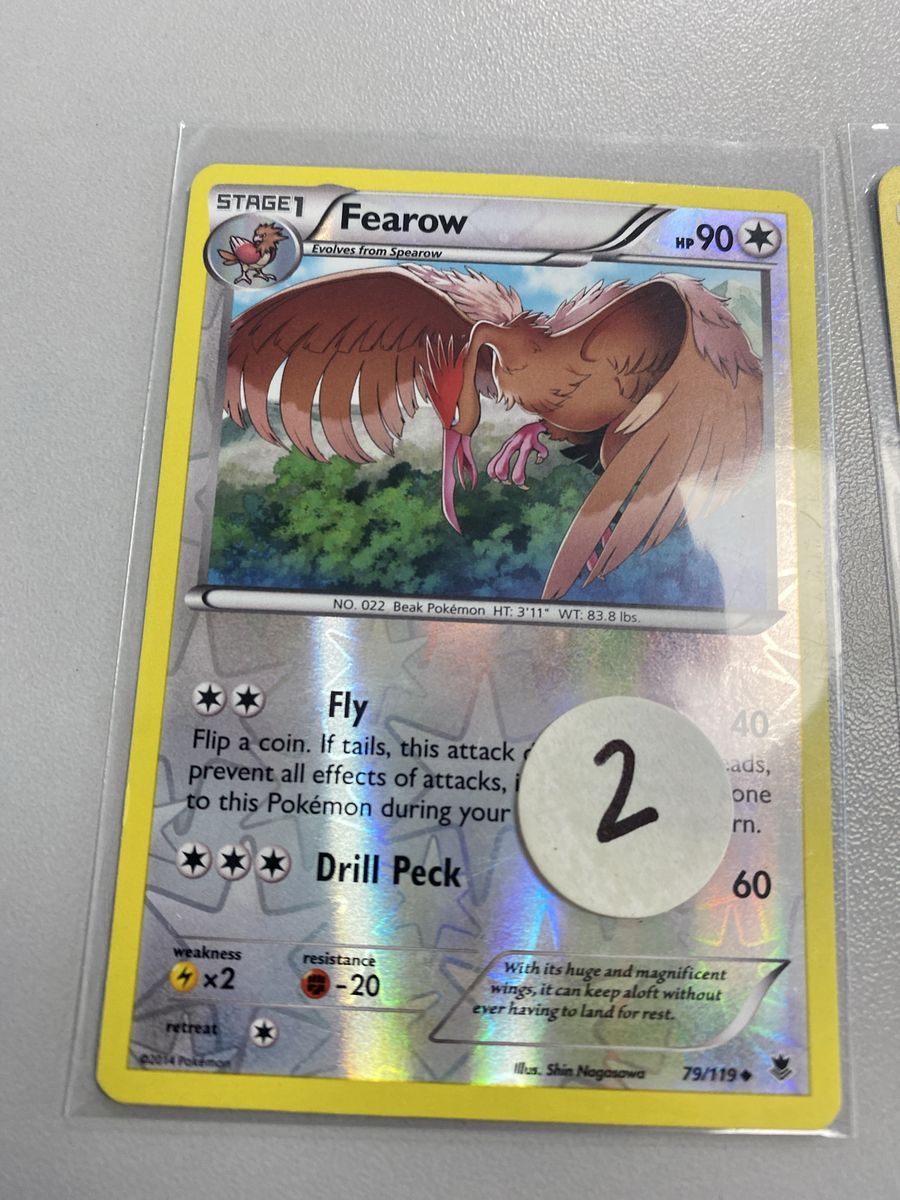 STAGE1
Fearow
HP 90
Evolves from Spearow
NO. 022 Beak Pokémon HT: 3'11" WT: 83.8 lbs.
Fly 40
Flip a coin. If tails, this attack
prevent all effects of attacks,
one
to this Pokémon during your
2
Drill Peck 60
weakness
×2
resistance
-20
retreat
With its huge and magnificent
wings, it can keep aloft without
ever having to land for rest.
©2014 Pokémon
Illus. Shin Nagasawa
79/119